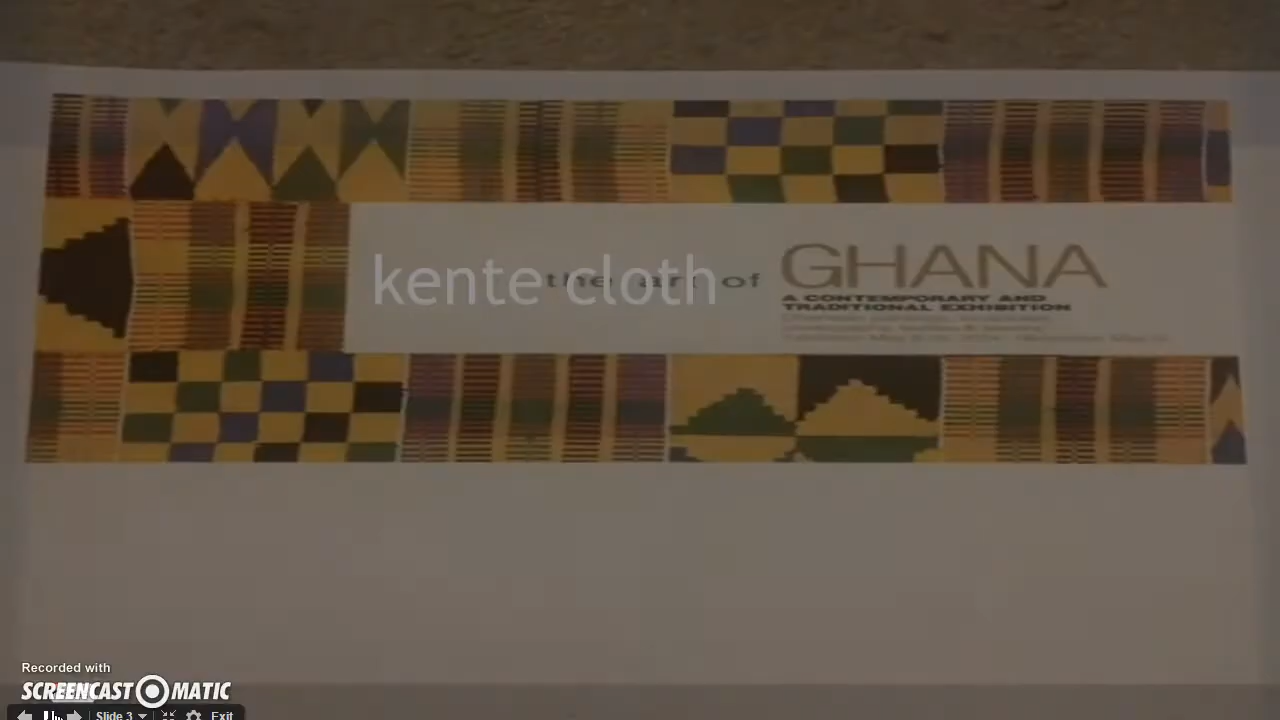 kente cloth
the art of
GHANA
A CONTEMPORARY AND
TRADITIONAL EXHIBITION
Recorded with
SCREENCAST MATIC
Slide 3
Exit